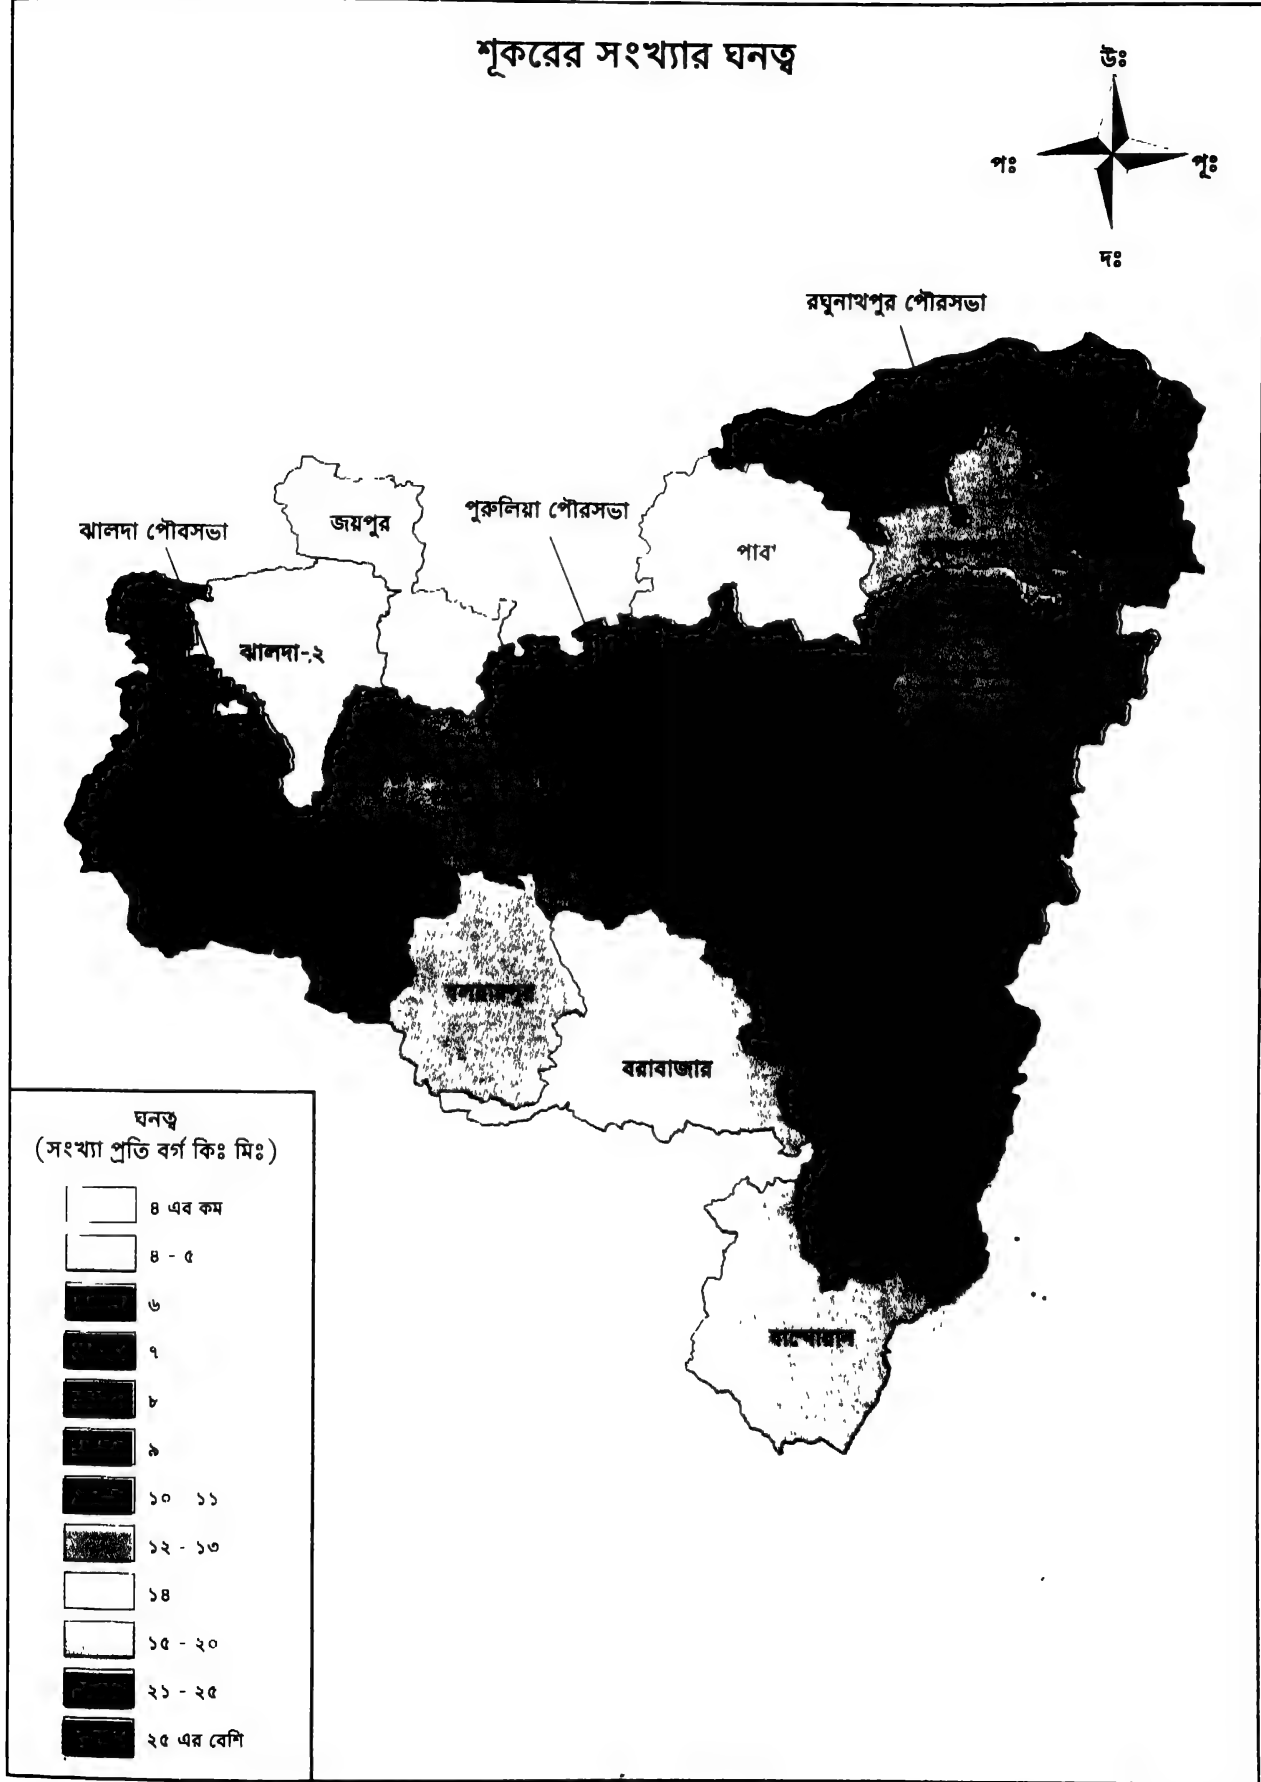 শূকরের সংখ্যার ঘনত্ব
উঃ
পঃ
পূঃ
দঃ
রঘুনাথপুর পৌরসভা
পুরুলিয়া পৌরসভা
ঝালদা পৌবসভা
জয়পুর
পাব'
ঝালদা-২
বরাবাজার
ঘনত্ব
(সংখ্যা প্রতি বর্গ কিঃ মিঃ)
৪ এব কম
৪ - ৫
৬
৭
৮
৯
১০ ১১
১২ - ১৩
১৪
১৫ - ২০
২১ - ২৫
২৫ এর বেশি